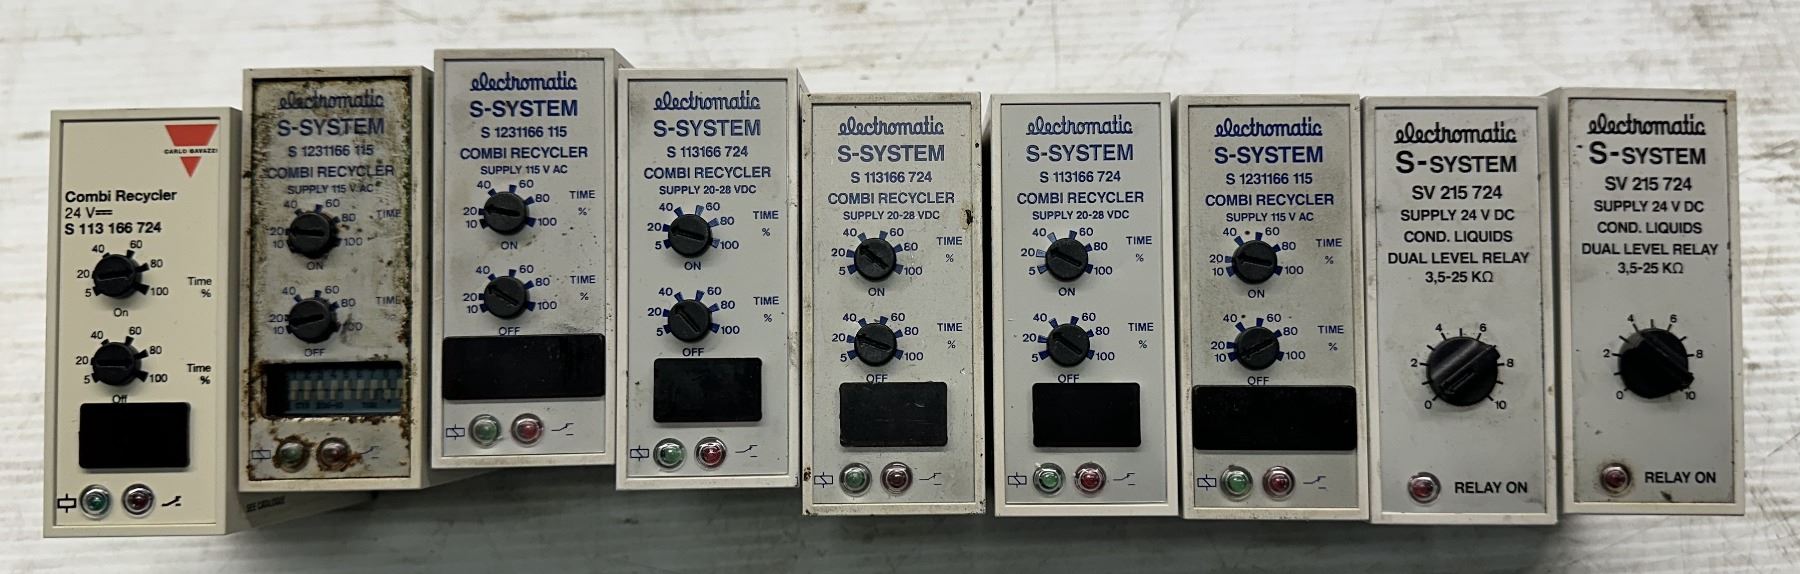 CARLO GAVAZZI
Combi Recycler
24 V
S 113 166 724
40 60
20 80
5 100
Time
%
On
40 60
20 80
5 100
Time
%
Off
SEE CATALOGUE
electromatic
S-SYSTEM
S 1231166 115
COMBI RECYCLER
SUPPLY 115 V AC
40 60
20 80
10 100
TIME
%
ON
40 60
20 80
10 100
TIME
%
OFF
electromatic
S-SYSTEM
S 1231166 115
COMBI RECYCLER
SUPPLY 115 V AC
40 60
20 80
10 100
TIME
%
ON
40 60
20 80
10 100
TIME
%
OFF
electromatic
S-SYSTEM
S 113166 724
COMBI RECYCLER
SUPPLY 20-28 VDC
40 60
20 80
5 100
TIME
%
ON
40 60
20 80
5 100
TIME
%
OFF
electromatic
S-SYSTEM
S 113166 724
COMBI RECYCLER
SUPPLY 20-28 VDC
40 60
20 80
5 100
TIME
%
ON
40 60
20 80
5 100
TIME
%
OFF
electromatic
S-SYSTEM
S 113166 724
COMBI RECYCLER
SUPPLY 20-28 VDC
40 60
20 80
5 100
TIME
%
ON
40 60
20 80
5 100
TIME
%
OFF
electromatic
S-SYSTEM
S 1231166 115
COMBI RECYCLER
SUPPLY 115 V AC
40 60
20 80
10 100
TIME
%
ON
40 60
20 80
10 100
TIME
%
OFF
electromatic
S-SYSTEM
SV 215 724
SUPPLY 24 V DC
COND. LIQUIDS
DUAL LEVEL RELAY
3,5-25 KΩ
4 6
2 8
0 10
RELAY ON
electromatic
S-SYSTEM
SV 215 724
SUPPLY 24 V DC
COND. LIQUIDS
DUAL LEVEL RELAY
3,5-25 KΩ
4 6
2 8
0 10
RELAY ON